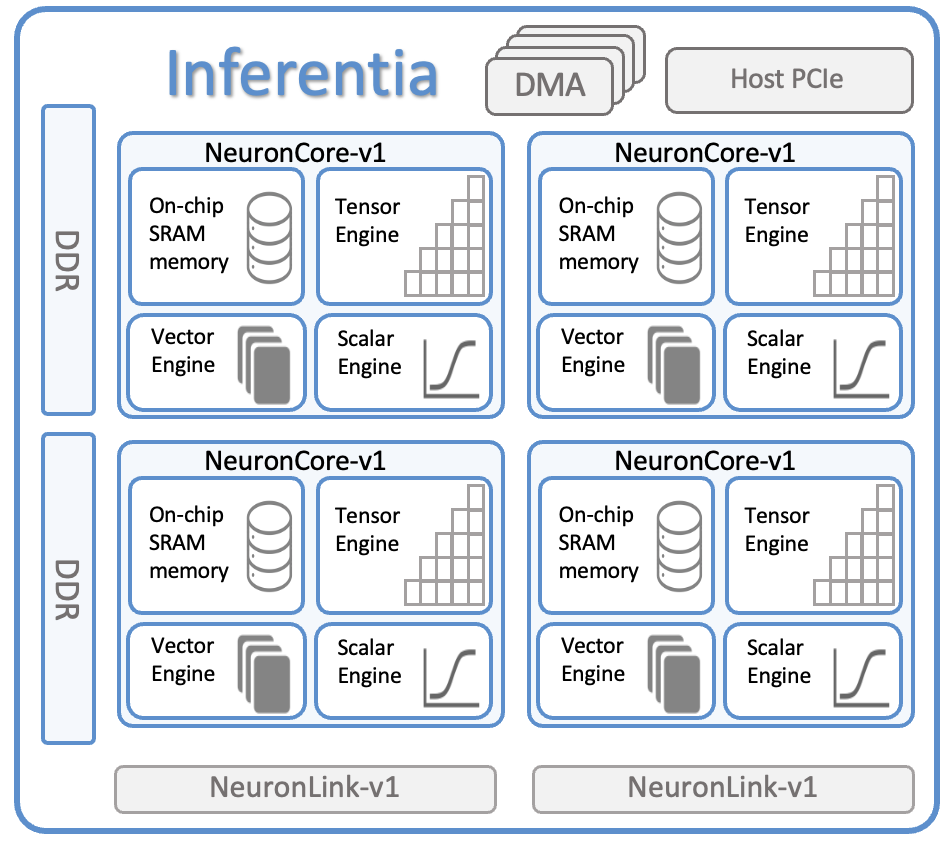 Inferentia
DMA
Host PCIe
DDR
NeuronCore-v1
On-chip
SRAM
memory
Tensor
Engine
Vector
Engine
Scalar
Engine
NeuronCore-v1
On-chip
SRAM
memory
Tensor
Engine
Vector
Engine
Scalar
Engine
DDR
NeuronCore-v1
On-chip
SRAM
memory
Tensor
Engine
Vector
Engine
Scalar
Engine
NeuronCore-v1
On-chip
SRAM
memory
Tensor
Engine
Vector
Engine
Scalar
Engine
NeuronLink-v1
NeuronLink-v1